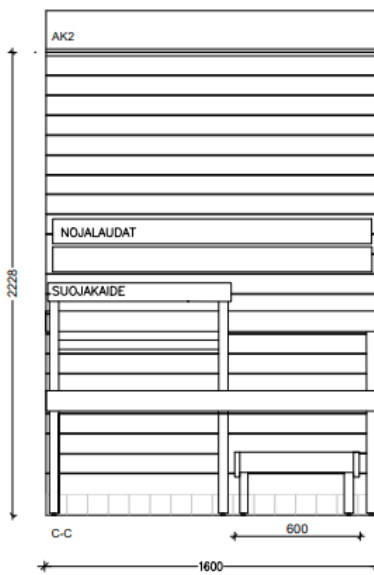 AK2
NOJALAUDAT
SUOJAKAIDE
2228
C-C
600
1600